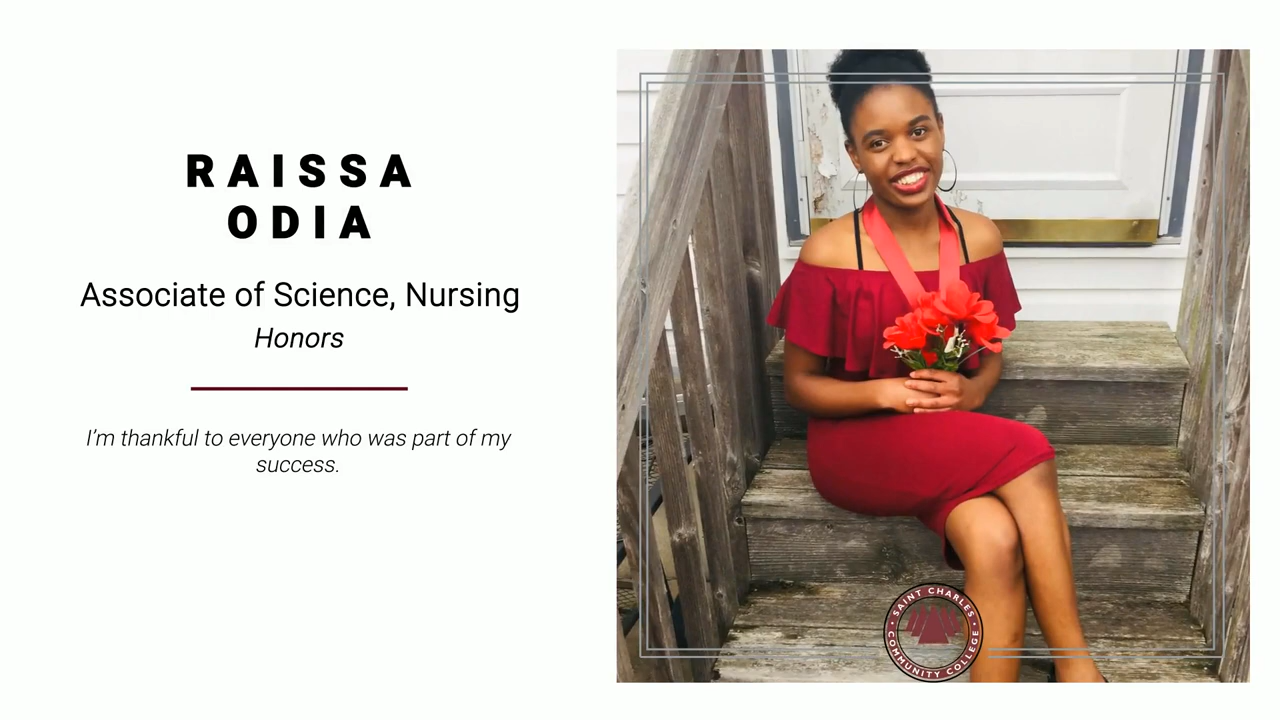 RAISSA
ODIA
Associate of Science, Nursing
Honors
I'm thankful to everyone who was part of my
success.
SAINT CHARLES
COMMUNITY COLLEGE